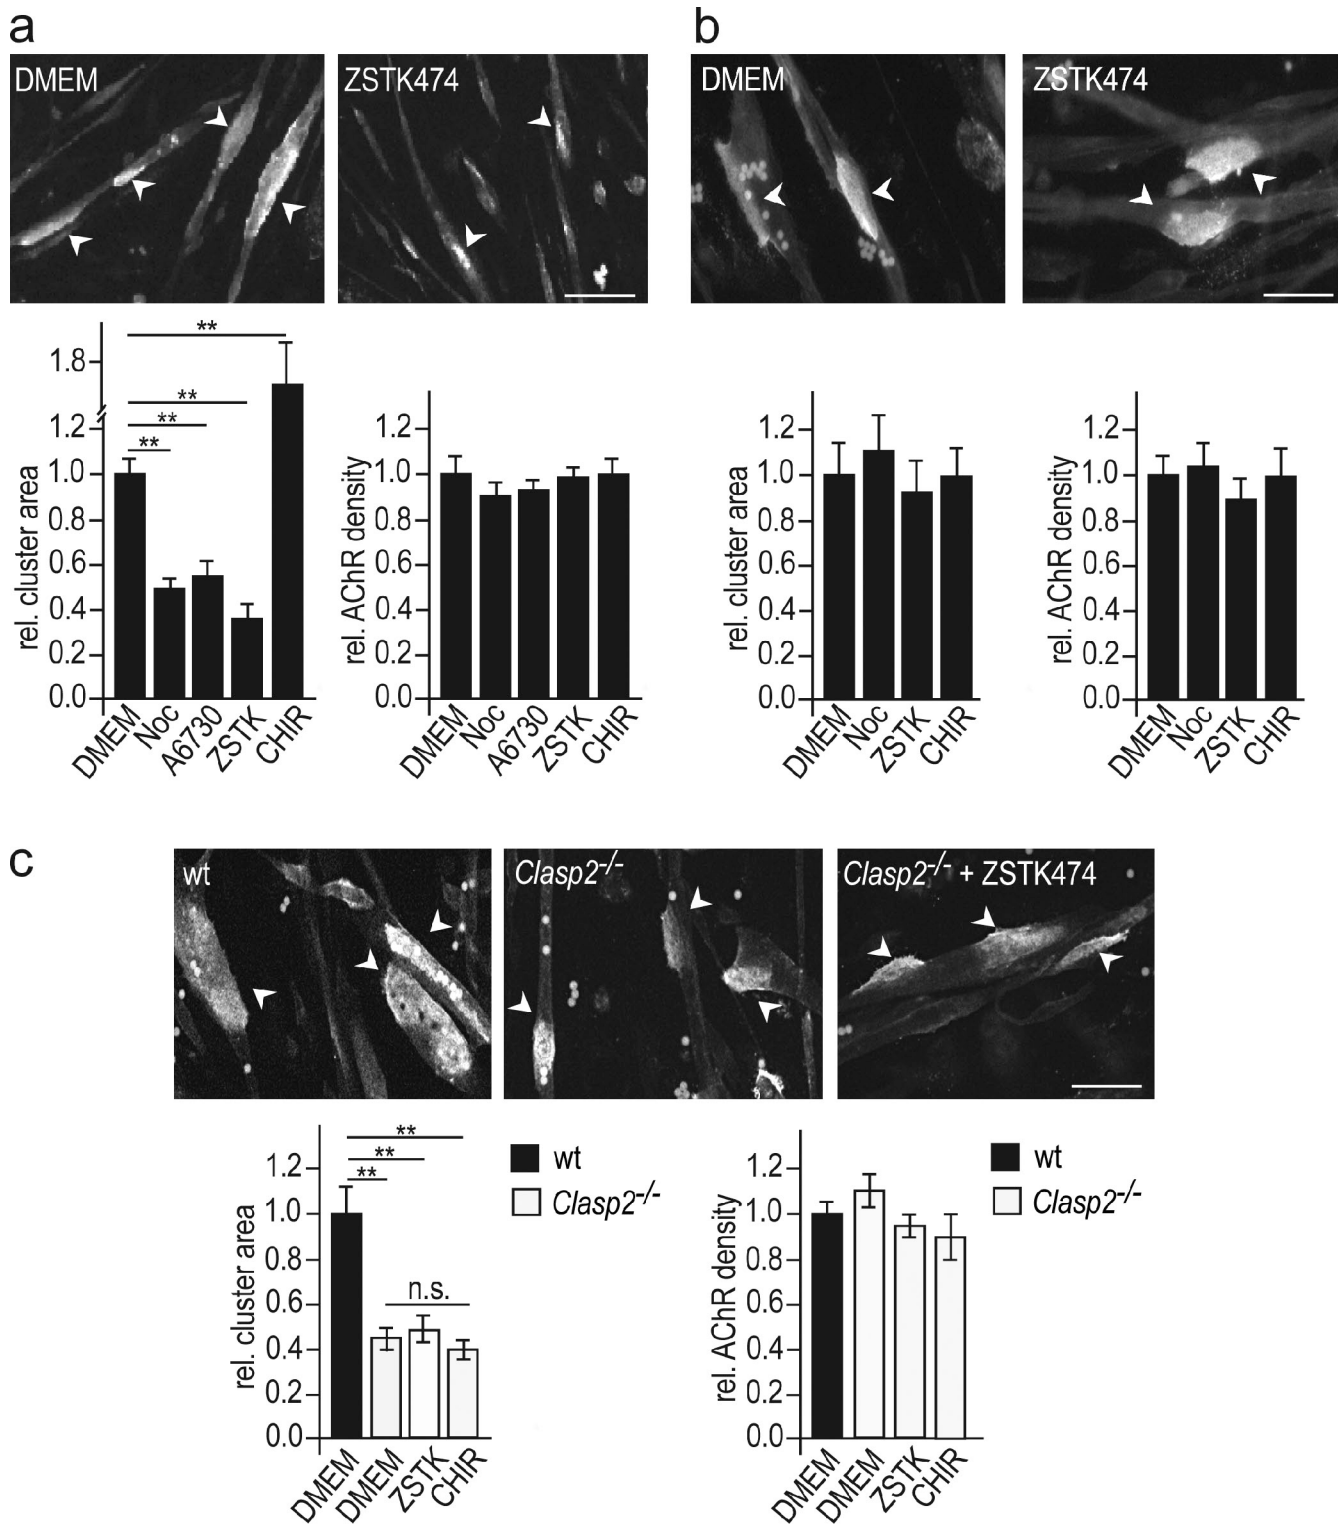 a
DMEM
ZSTK474
b
DMEM
ZSTK474
**
**
**
**
1.8
1.2
1.0
0.8
0.6
0.4
0.2
0.0
rel. cluster area
DMEM
Noc
A6730
ZSTK
CHIR
1.2
1.0
0.8
0.6
0.4
0.2
0.0
rel. AChR density
DMEM
Noc
A6730
ZSTK
CHIR
1.2
1.0
0.8
0.6
0.4
0.2
0.0
rel. cluster area
DMEM
Noc
ZSTK
CHIR
1.2
1.0
0.8
0.6
0.4
0.2
0.0
rel. AChR density
DMEM
Noc
ZSTK
CHIR
c
wt
Clasp2-/-
Clasp2-/- + ZSTK474
**
**
**
n.s.
1.2
1.0
0.8
0.6
0.4
0.2
0.0
rel. cluster area
DMEM
DMEM
ZSTK
CHIR
wt
Clasp2-/-
1.2
1.0
0.8
0.6
0.4
0.2
0.0
rel. AChR density
DMEM
DMEM
ZSTK
CHIR
wt
Clasp2-/-